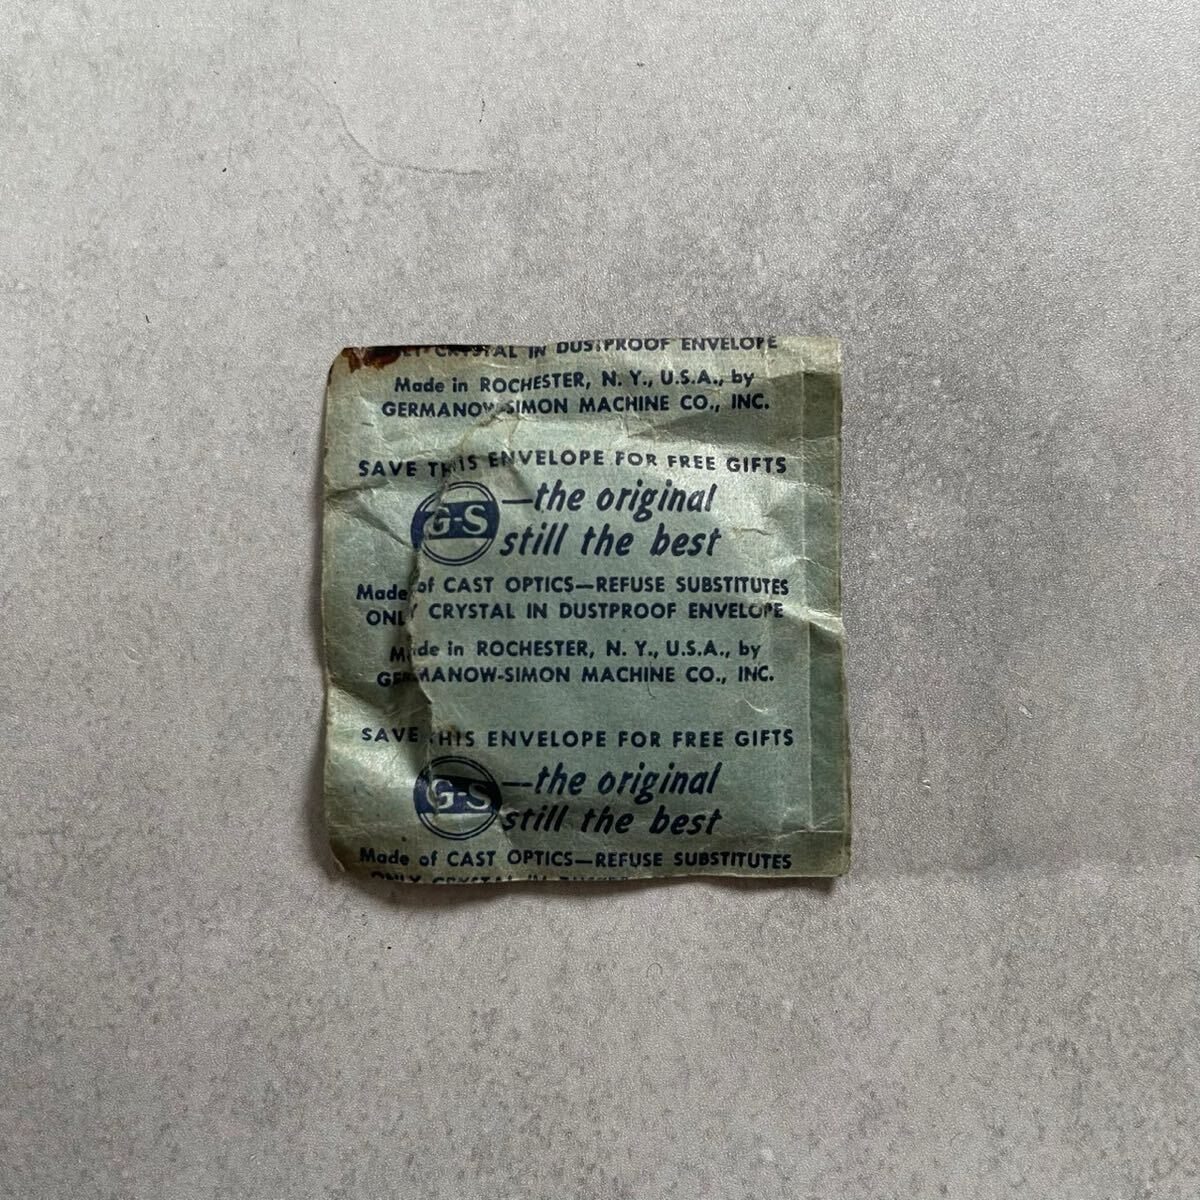 CRYSTAL IN DUSTPROOF ENVELOPE
Made in ROCHESTER, N. Y., U.S.A., by
GERMANOW-SIMON MACHINE CO., INC.
SAVE THIS ENVELOPE FOR FREE GIFTS
G-S —the original
still the best
Made of CAST OPTICS—REFUSE SUBSTITUTES
ONLY CRYSTAL IN DUSTPROOF ENVELOPE
Made in ROCHESTER, N. Y., U.S.A., by
GERMANOW-SIMON MACHINE CO., INC.
SAVE THIS ENVELOPE FOR FREE GIFTS
G-S —the original
still the best
Made of CAST OPTICS—REFUSE SUBSTITUTES
ONLY CRYSTAL IN